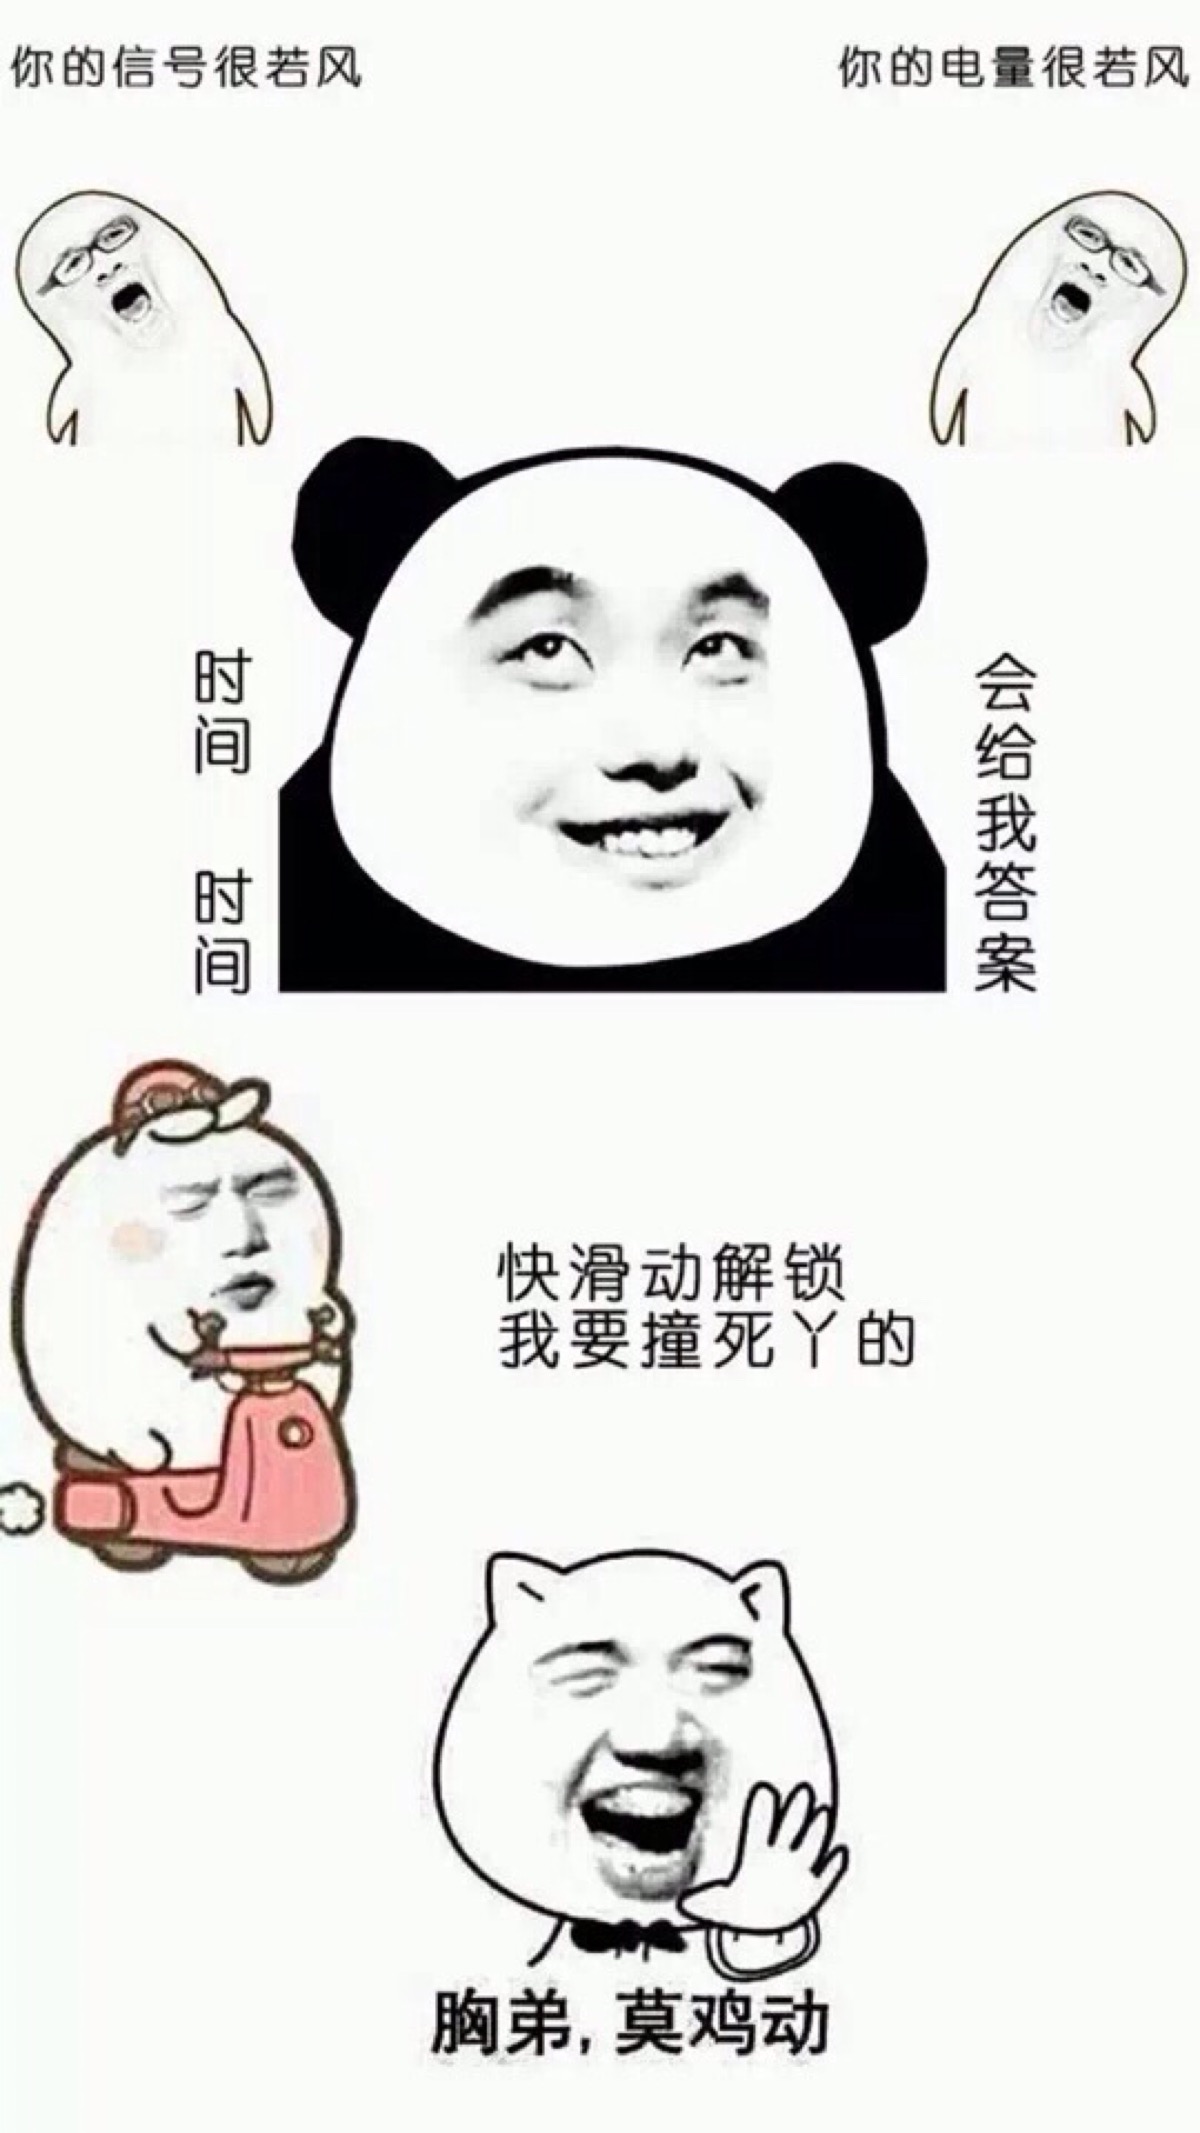 你的信号很若风
你的电量很若风
时间
时间
会给我答案
快滑动解锁
我要撞死丫的
胸弟,莫鸡动